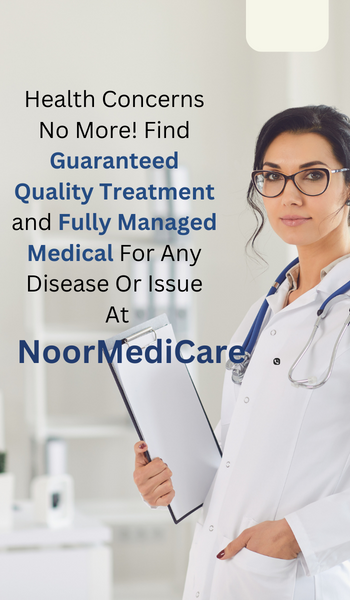 Health Concerns
No More! Find
Guaranteed
Quality Treatment
and Fully Managed
Medical For Any
Disease Or Issue
At
NoorMediCare